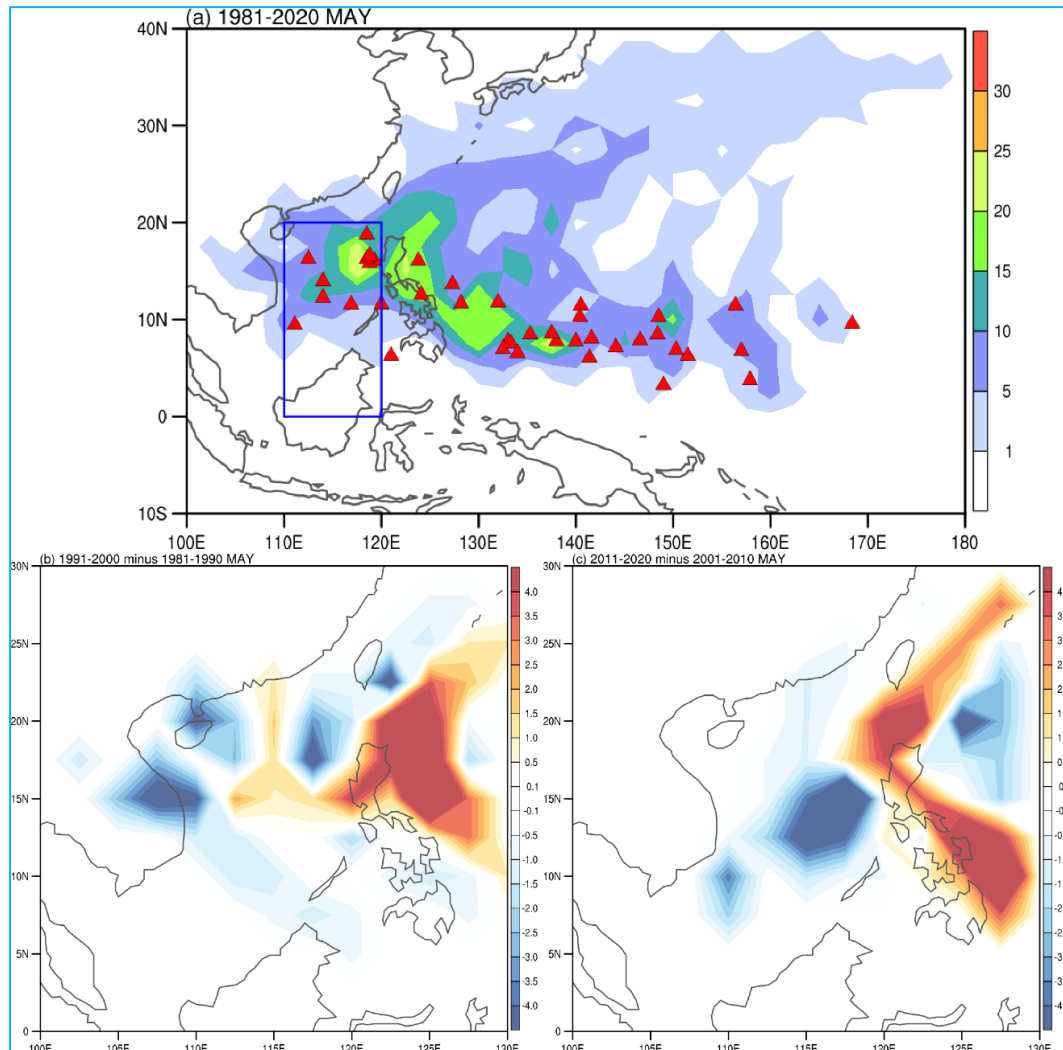 (a) 1981-2020 MAY
40N
30N
20N
10N
0
10S
100E 110E 120E 130E 140E 150E 160E 170E 180
30
25
20
15
10
5
1
(b) 1991-2000 minus 1981-1990 MAY
30N
25N
20N
15N
10N
5N
0
100E 105E 110E 115E 120E 125E 130E
4.0
3.5
3.0
2.5
2.0
1.5
1.0
0.5
0.1
-0.1
-0.5
-1.0
-1.5
-2.0
-2.5
-3.0
-3.5
-4.0
(c) 2011-2020 minus 2001-2010 MAY
30N
25N
20N
15N
10N
5N
0
100E 105E 110E 115E 120E 125E 130E